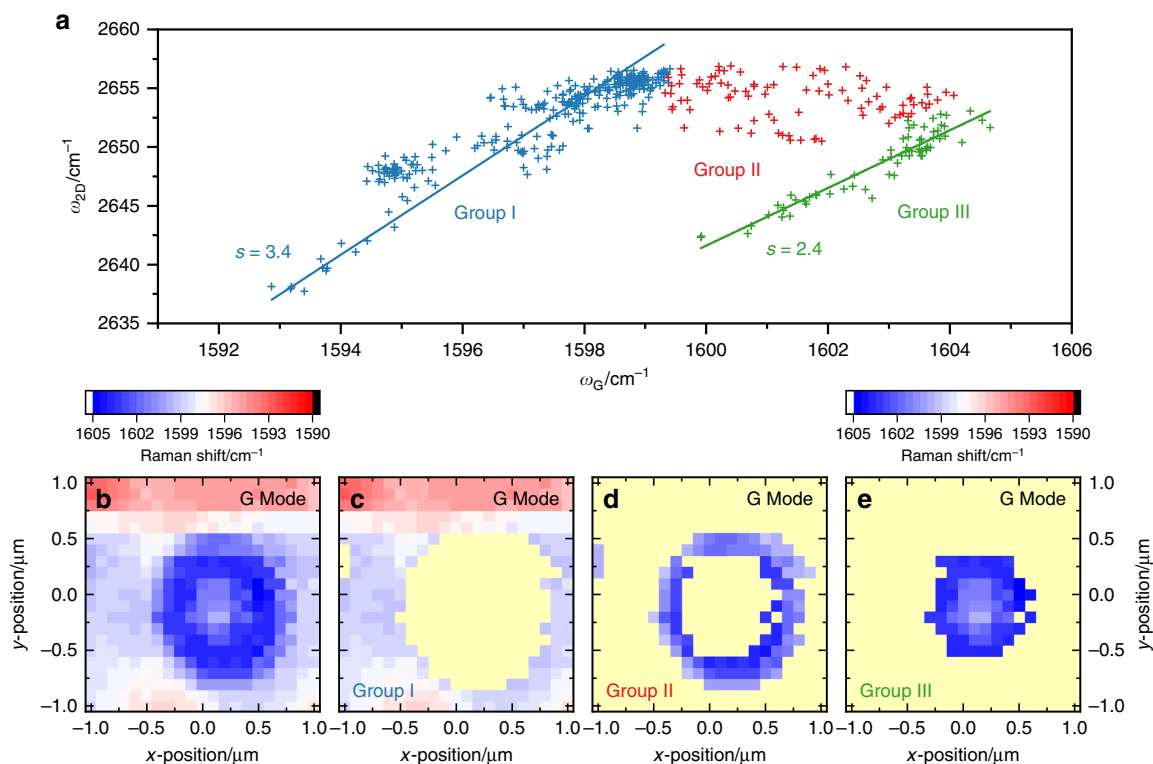 a
2660
2655
2650
2645
2640
2635
ω2D/cm−1
Group I
Group II
Group III
s = 3.4
s = 2.4
1592 1594 1596 1598 1600 1602 1604 1606
ωG/cm−1
1605 1602 1599 1596 1593 1590
Raman shift/cm−1
1605 1602 1599 1596 1593 1590
Raman shift/cm−1
b G Mode
c G Mode
d G Mode
e G Mode
1.0
0.5
0.0
−0.5
−1.0
y-position/μm
Group I
Group II
Group III
1.0
0.5
0.0
−0.5
−1.0
y-position/μm
−1.0 −0.5 0.0 0.5 1.0
−1.0 −0.5 0.0 0.5 1.0
−1.0 −0.5 0.0 0.5 1.0
−1.0 −0.5 0.0 0.5 1.0
x-position/μm
x-position/μm
x-position/μm
x-position/μm